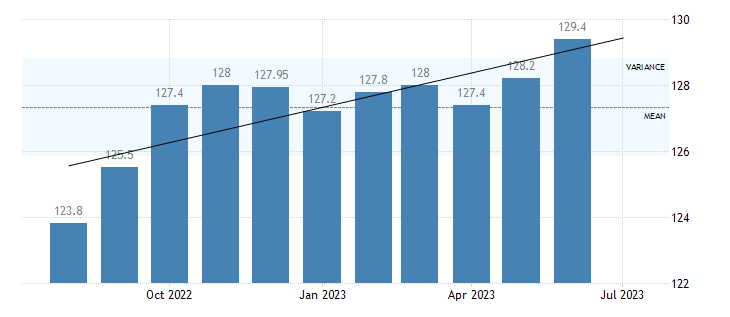 130
129.4
128.2
VARIANCE
128
127.95
127.8
128
127.4
127.2
127.4
128
MEAN
125.5
126
123.8
124
122
Oct 2022
Jan 2023
Apr 2023
Jul 2023